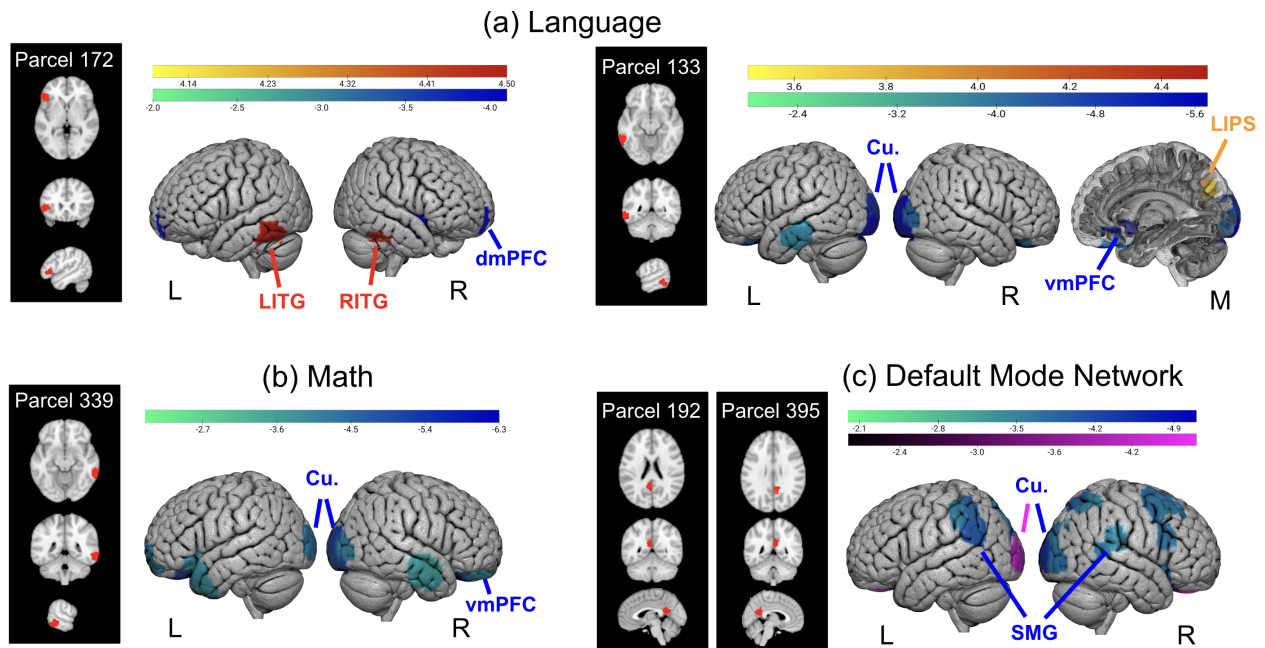 (a) Language
Parcel 172
4.14 4.23 4.32 4.41 4.50
-2.0 -2.5 -3.0 -3.5 -4.0
dmPFC
LITG RITG
L R
Parcel 133
3.6 3.8 4.0 4.2 4.4
-2.4 -3.2 -4.0 -4.8 -5.6
LIPS
Cu.
vmPFC
L R M
(b) Math
Parcel 339
-2.7 -3.6 -4.5 -5.4 -6.3
Cu.
vmPFC
L R
(c) Default Mode Network
Parcel 192 Parcel 395
-2.1 -2.8 -3.5 -4.2 -4.9
-2.4 -3.0 -3.6 -4.2
Cu.
SMG
L R